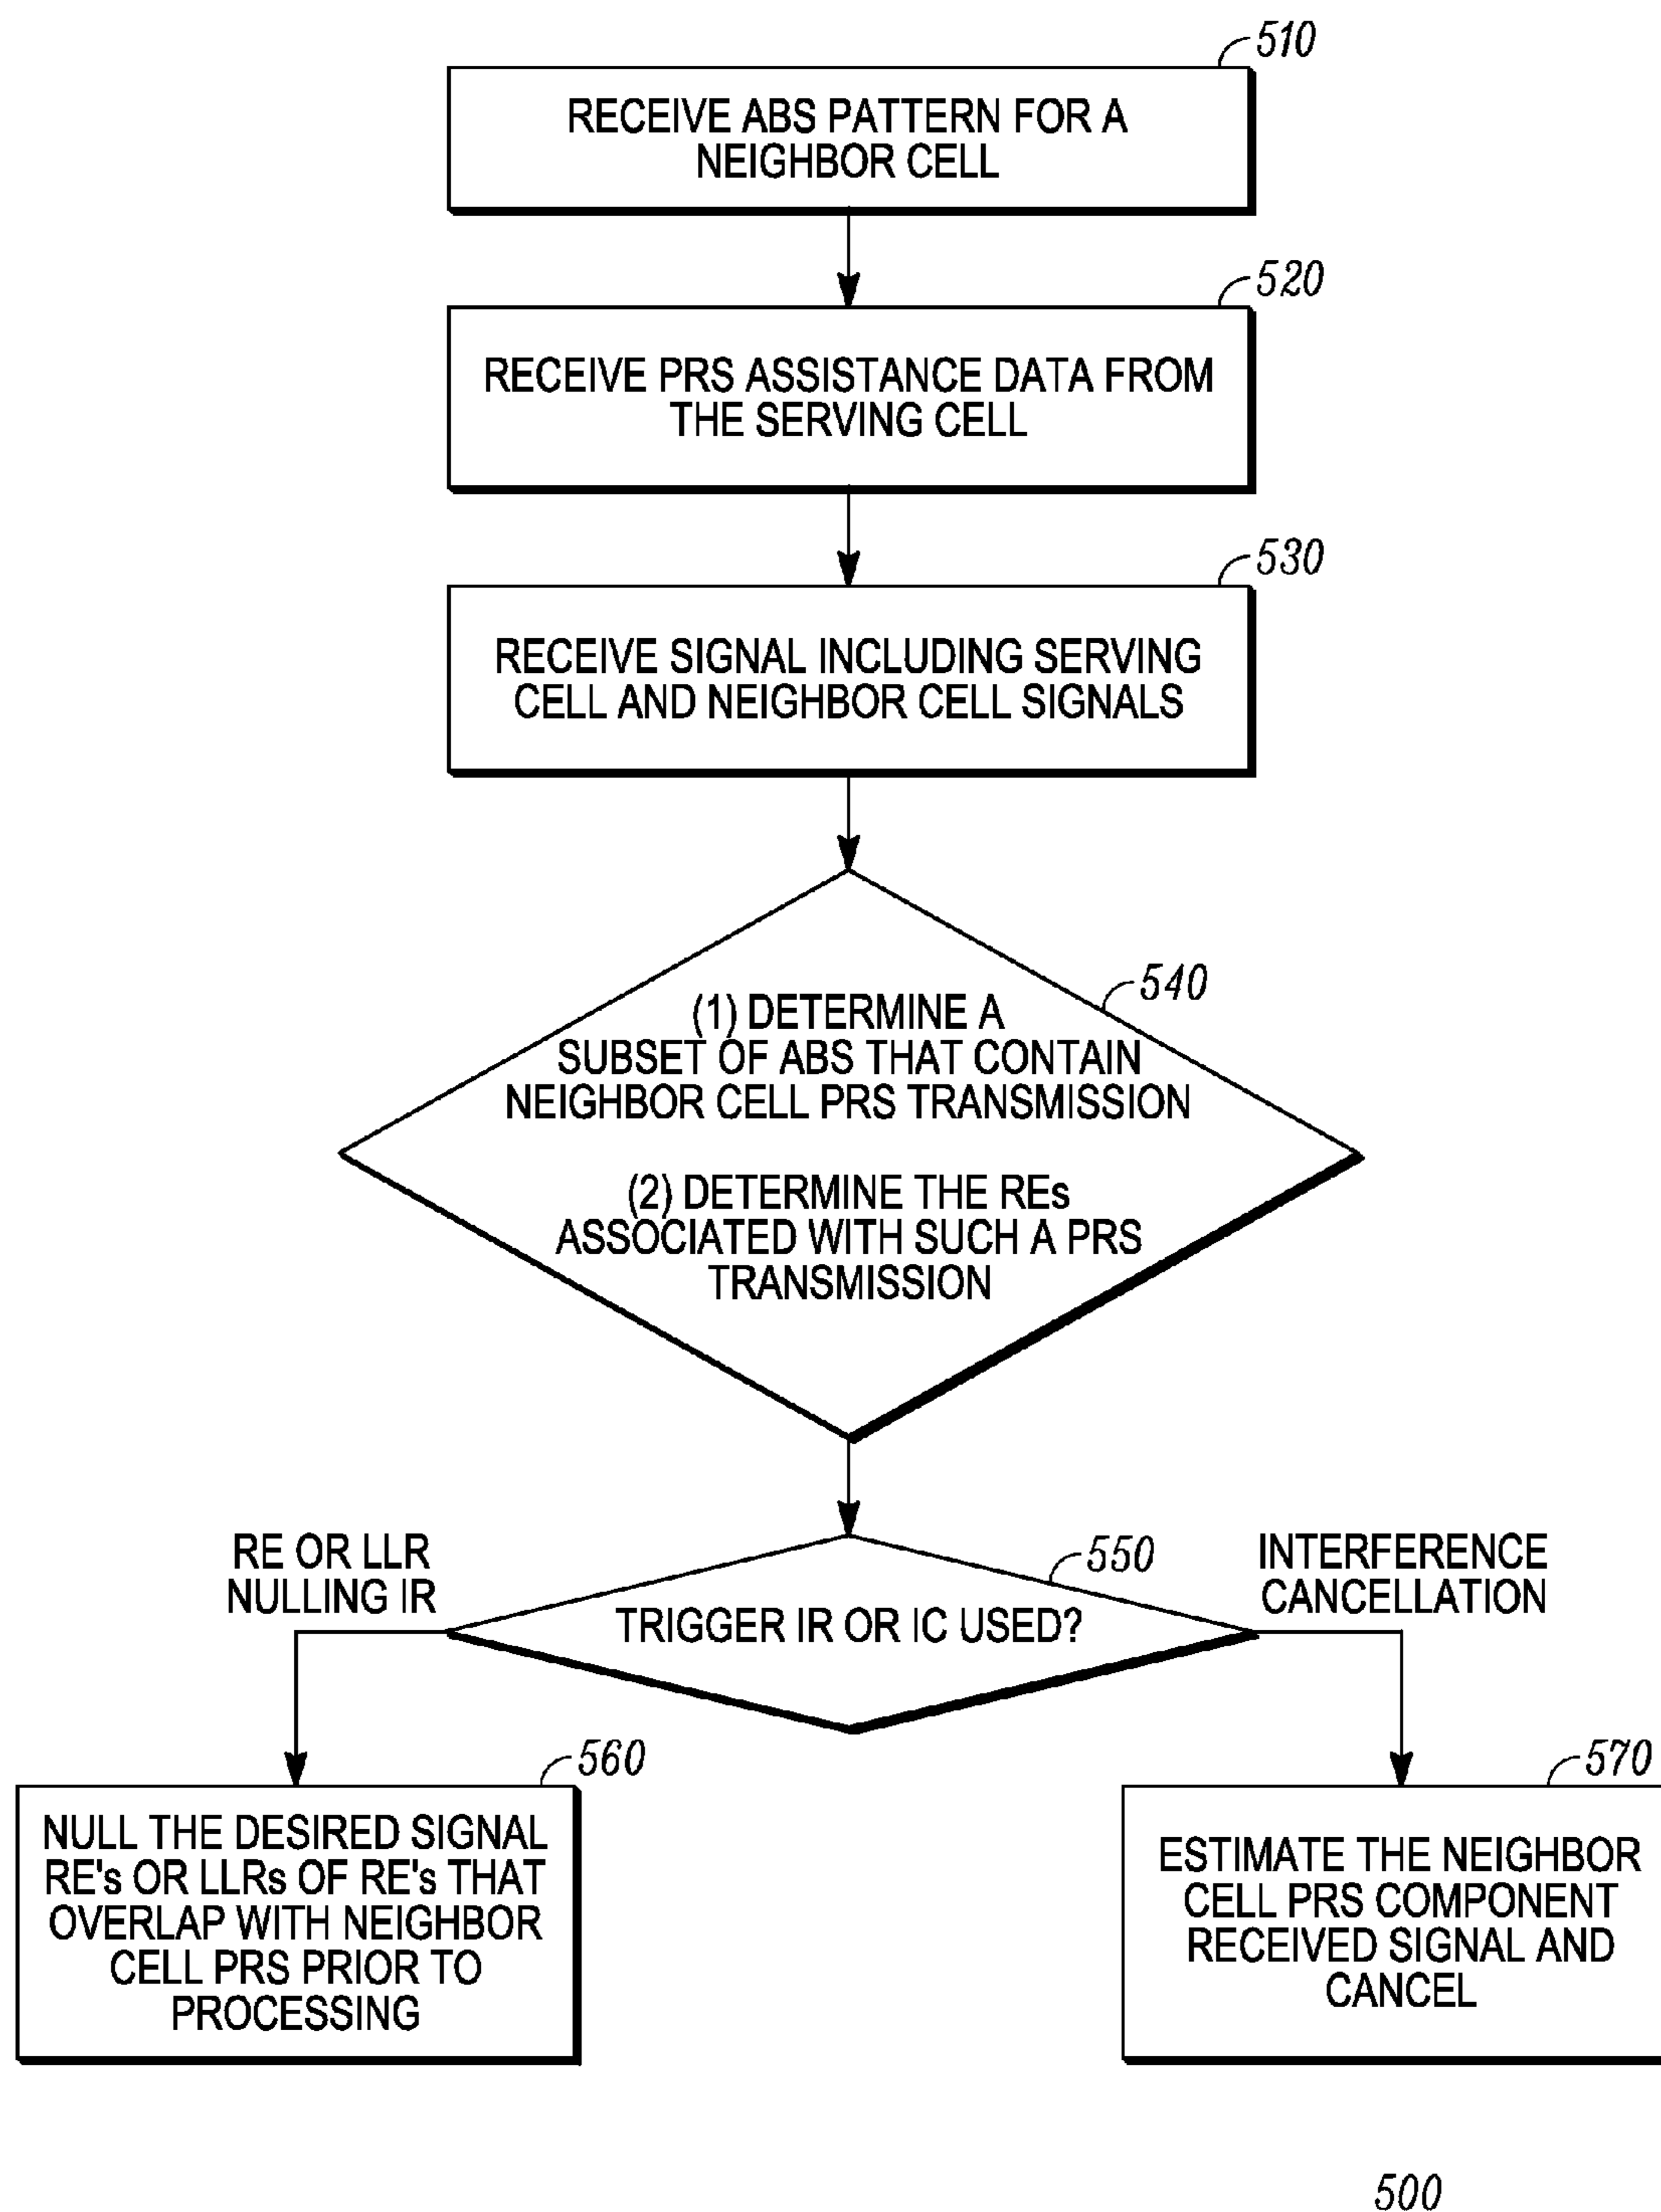 510
RECEIVE ABS PATTERN FOR A
NEIGHBOR CELL
520
RECEIVE PRS ASSISTANCE DATA FROM
THE SERVING CELL
530
RECEIVE SIGNAL INCLUDING SERVING
CELL AND NEIGHBOR CELL SIGNALS
540
(1) DETERMINE A
SUBSET OF ABS THAT CONTAIN
NEIGHBOR CELL PRS TRANSMISSION
(2) DETERMINE THE REs
ASSOCIATED WITH SUCH A PRS
TRANSMISSION
RE OR LLR
NULLING IR
550
TRIGGER IR OR IC USED?
INTERFERENCE
CANCELLATION
560
NULL THE DESIRED SIGNAL
RE's OR LLRs OF RE's THAT
OVERLAP WITH NEIGHBOR
CELL PRS PRIOR TO
PROCESSING
570
ESTIMATE THE NEIGHBOR
CELL PRS COMPONENT
RECEIVED SIGNAL AND
CANCEL
500